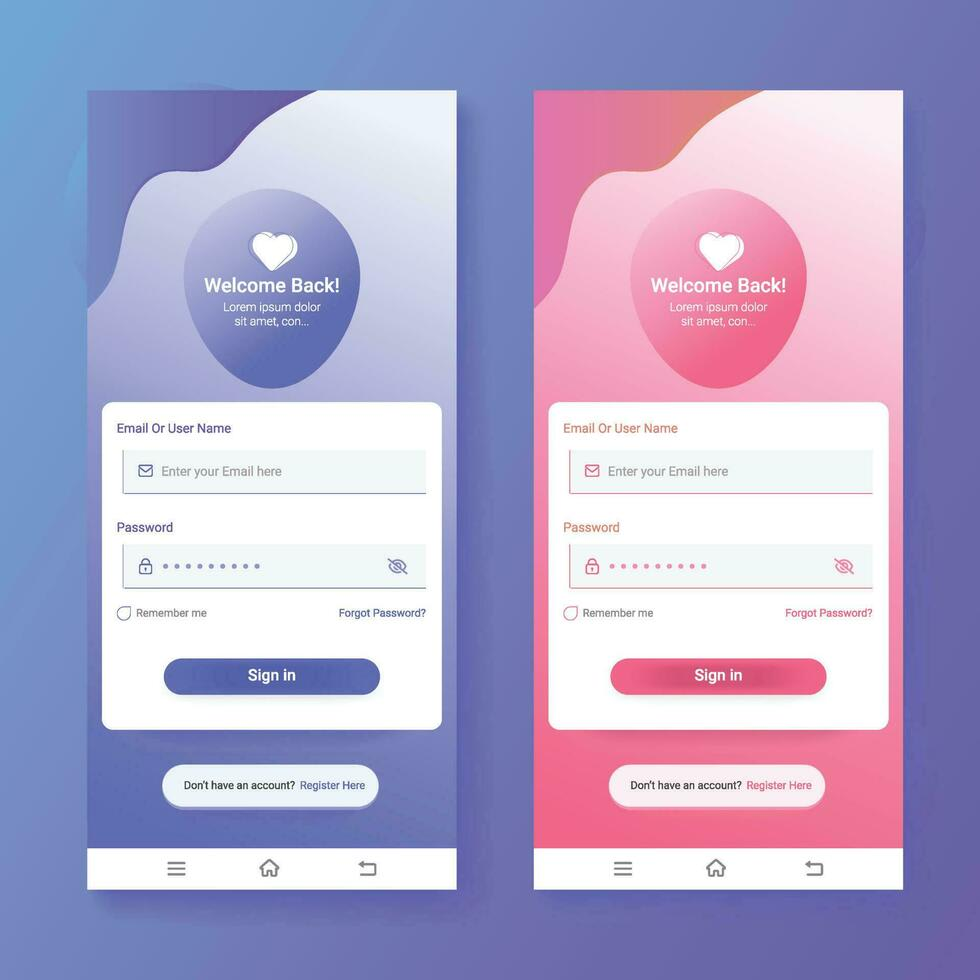 Welcome Back!
Lorem ipsum dolor
sit amet, con...
Email Or User Name
Enter your Email here
Password
Remember me
Forgot Password?
Sign in
Don't have an account? Register Here
Welcome Back!
Lorem ipsum dolor
sit amet, con...
Email Or User Name
Enter your Email here
Password
Remember me
Forgot Password?
Sign in
Don't have an account? Register Here